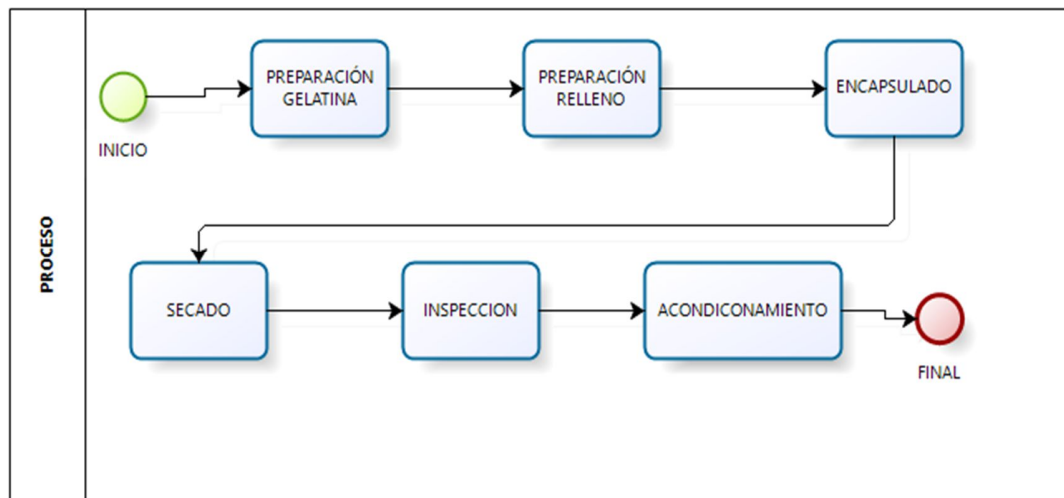 PROCESO
INICIO
PREPARACIÓN
GELATINA
PREPARACIÓN
RELLENO
ENCAPSULADO
SECADO
INSPECCION
ACONDICONAMIENTO
FINAL